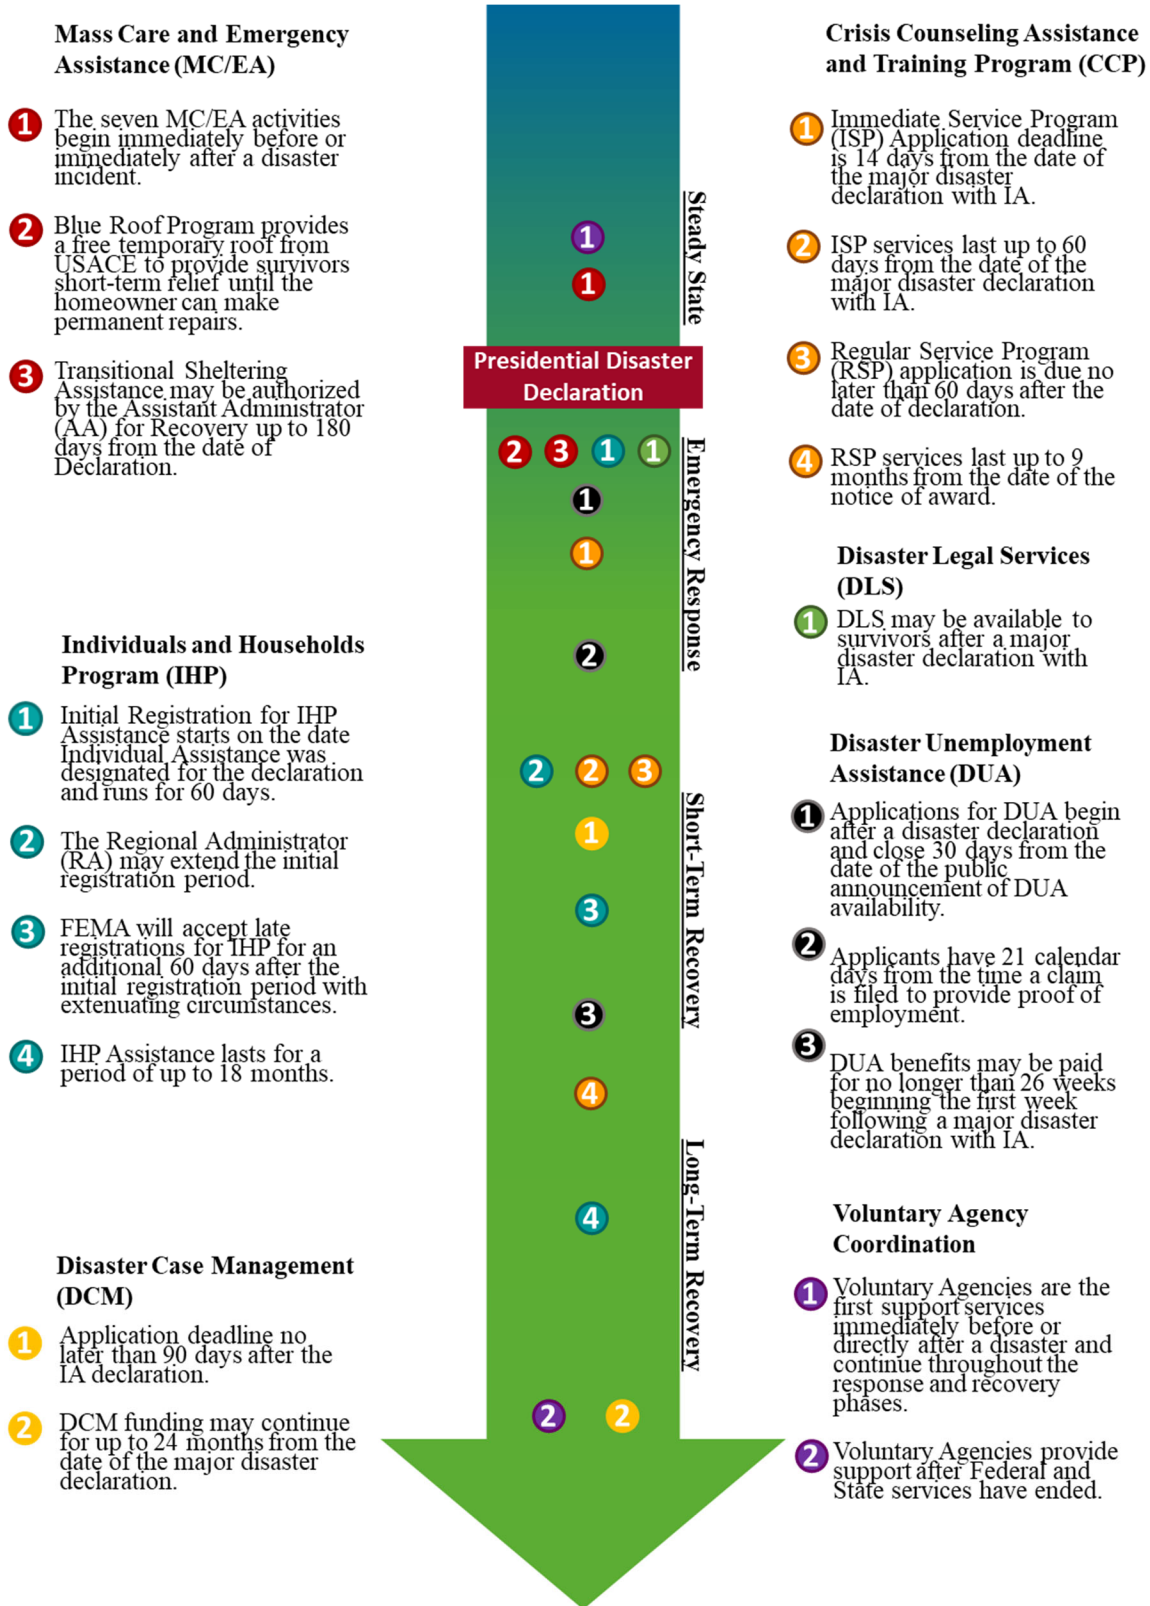 Mass Care and Emergency
Assistance (MC/EA)
1
The seven MC/EA activities
begin immediately before or
immediately after a disaster
incident.
2
Blue Roof Program provides
a free temporary roof from
USACE to provide survivors
short-term relief until the
homeowner can make
permanent repairs.
3
Transitional Sheltering
Assistance may be authorized
by the Assistant Administrator
(AA) for Recovery up to 180
days from the date of
Declaration.
Individuals and Households
Program (IHP)
1
Initial Registration for IHP
Assistance starts on the date
Individual Assistance was
designated for the declaration
and runs for 60 days.
2
The Regional Administrator
(RA) may extend the initial
registration period.
3
FEMA will accept late
registrations for IHP for an
additional 60 days after the
initial registration period with
extenuating circumstances.
4
IHP Assistance lasts for a
period of up to 18 months.
Disaster Case Management
(DCM)
1
Application deadline no
later than 90 days after the
IA declaration.
2
DCM funding may continue
for up to 24 months from the
date of the major disaster
declaration.
Steady State
1
1
Presidential Disaster
Declaration
Emergency Response
2 3 1 1
1
1
2
2 2 3
Short-Term Recovery
1
3
3
4
Long-Term Recovery
4
2 2
Crisis Counseling Assistance
and Training Program (CCP)
1
Immediate Service Program
(ISP) Application deadline
is 14 days from the date of
the major disaster
declaration with IA.
2
ISP services last up to 60
days from the date of the
major disaster declaration
with IA.
3
Regular Service Program
(RSP) application is due no
later than 60 days after the
date of declaration.
4
RSP services last up to 9
months from the date of the
notice of award.
Disaster Legal Services
(DLS)
1
DLS may be available to
survivors after a major
disaster declaration with
IA.
Disaster Unemployment
Assistance (DUA)
1
Applications for DUA begin
after a disaster declaration
and close 30 days from the
date of the public
announcement of DUA
availability.
2
Applicants have 21 calendar
days from the time a claim
is filed to provide proof of
employment.
3
DUA benefits may be paid
for no longer than 26 weeks
beginning the first week
following a major disaster
declaration with IA.
Voluntary Agency
Coordination
1
Voluntary Agencies are the
first support services
immediately before or
directly after a disaster and
continue throughout the
response and recovery
phases.
2
Voluntary Agencies provide
support after Federal and
State services have ended.